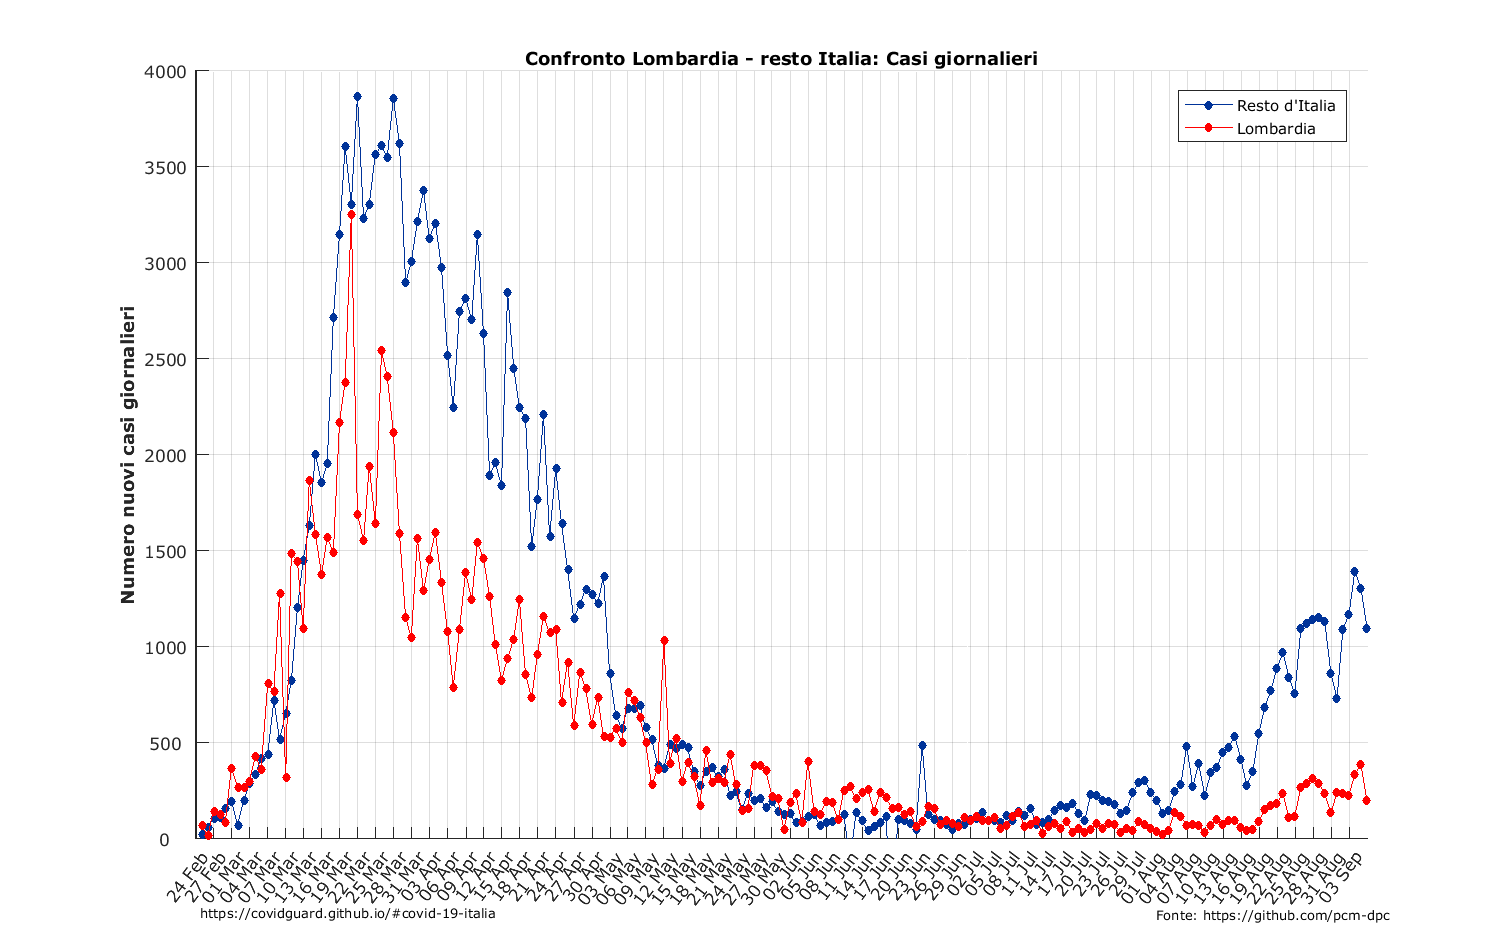 Confronto Lombardia - resto Italia: Casi giornalieri
Resto d'Italia
Lombardia
Numero nuovi casi giornalieri
4000
3500
3000
2500
2000
1500
1000
500
0
24 Feb
27 Feb
01 Mar
04 Mar
07 Mar
10 Mar
13 Mar
16 Mar
19 Mar
22 Mar
25 Mar
28 Mar
31 Mar
03 Apr
06 Apr
09 Apr
12 Apr
15 Apr
18 Apr
21 Apr
24 Apr
27 Apr
30 Apr
03 May
06 May
09 May
12 May
15 May
18 May
21 May
24 May
27 May
30 May
02 Jun
05 Jun
08 Jun
11 Jun
14 Jun
17 Jun
20 Jun
23 Jun
26 Jun
29 Jun
02 Jul
05 Jul
08 Jul
11 Jul
14 Jul
17 Jul
20 Jul
23 Jul
26 Jul
29 Jul
01 Aug
04 Aug
07 Aug
10 Aug
13 Aug
16 Aug
19 Aug
22 Aug
25 Aug
28 Aug
31 Aug
03 Sep
https://covidguard.github.io/#covid-19-italia
Fonte: https://github.com/pcm-dpc